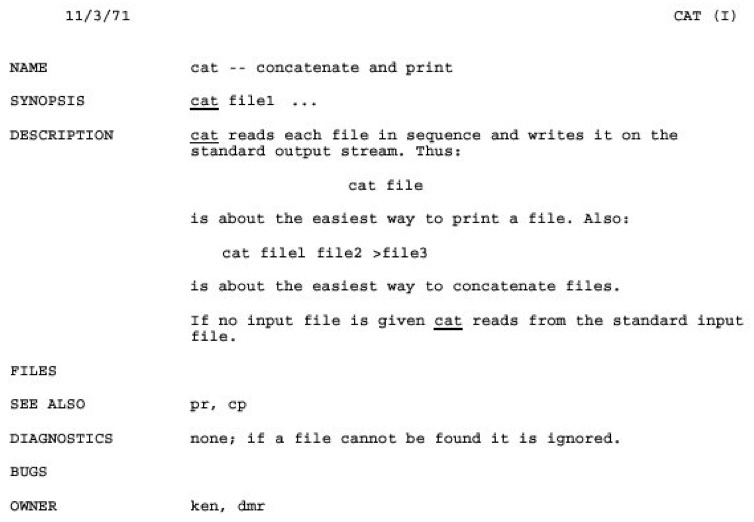 11/3/71 CAT (I)
NAME cat -- concatenate and print
SYNOPSIS cat file1 ...
DESCRIPTION cat reads each file in sequence and writes it on the
standard output stream. Thus:
cat file
is about the easiest way to print a file. Also:
cat file1 file2 >file3
is about the easiest way to concatenate files.
If no input file is given cat reads from the standard input
file.
FILES
SEE ALSO pr, cp
DIAGNOSTICS none; if a file cannot be found it is ignored.
BUGS
OWNER ken, dmr